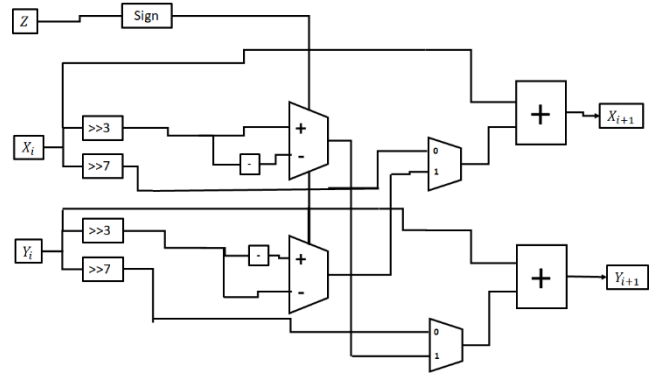 Z
Sign
>>3
+
-
-
X_i
>>7
0
1
+
X_{i+1}
>>3
-
+
-
Y_i
>>7
+
Y_{i+1}
0
1